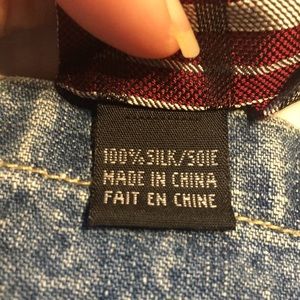 100% SILK/SOIE
MADE IN CHINA
FAIT EN CHINE